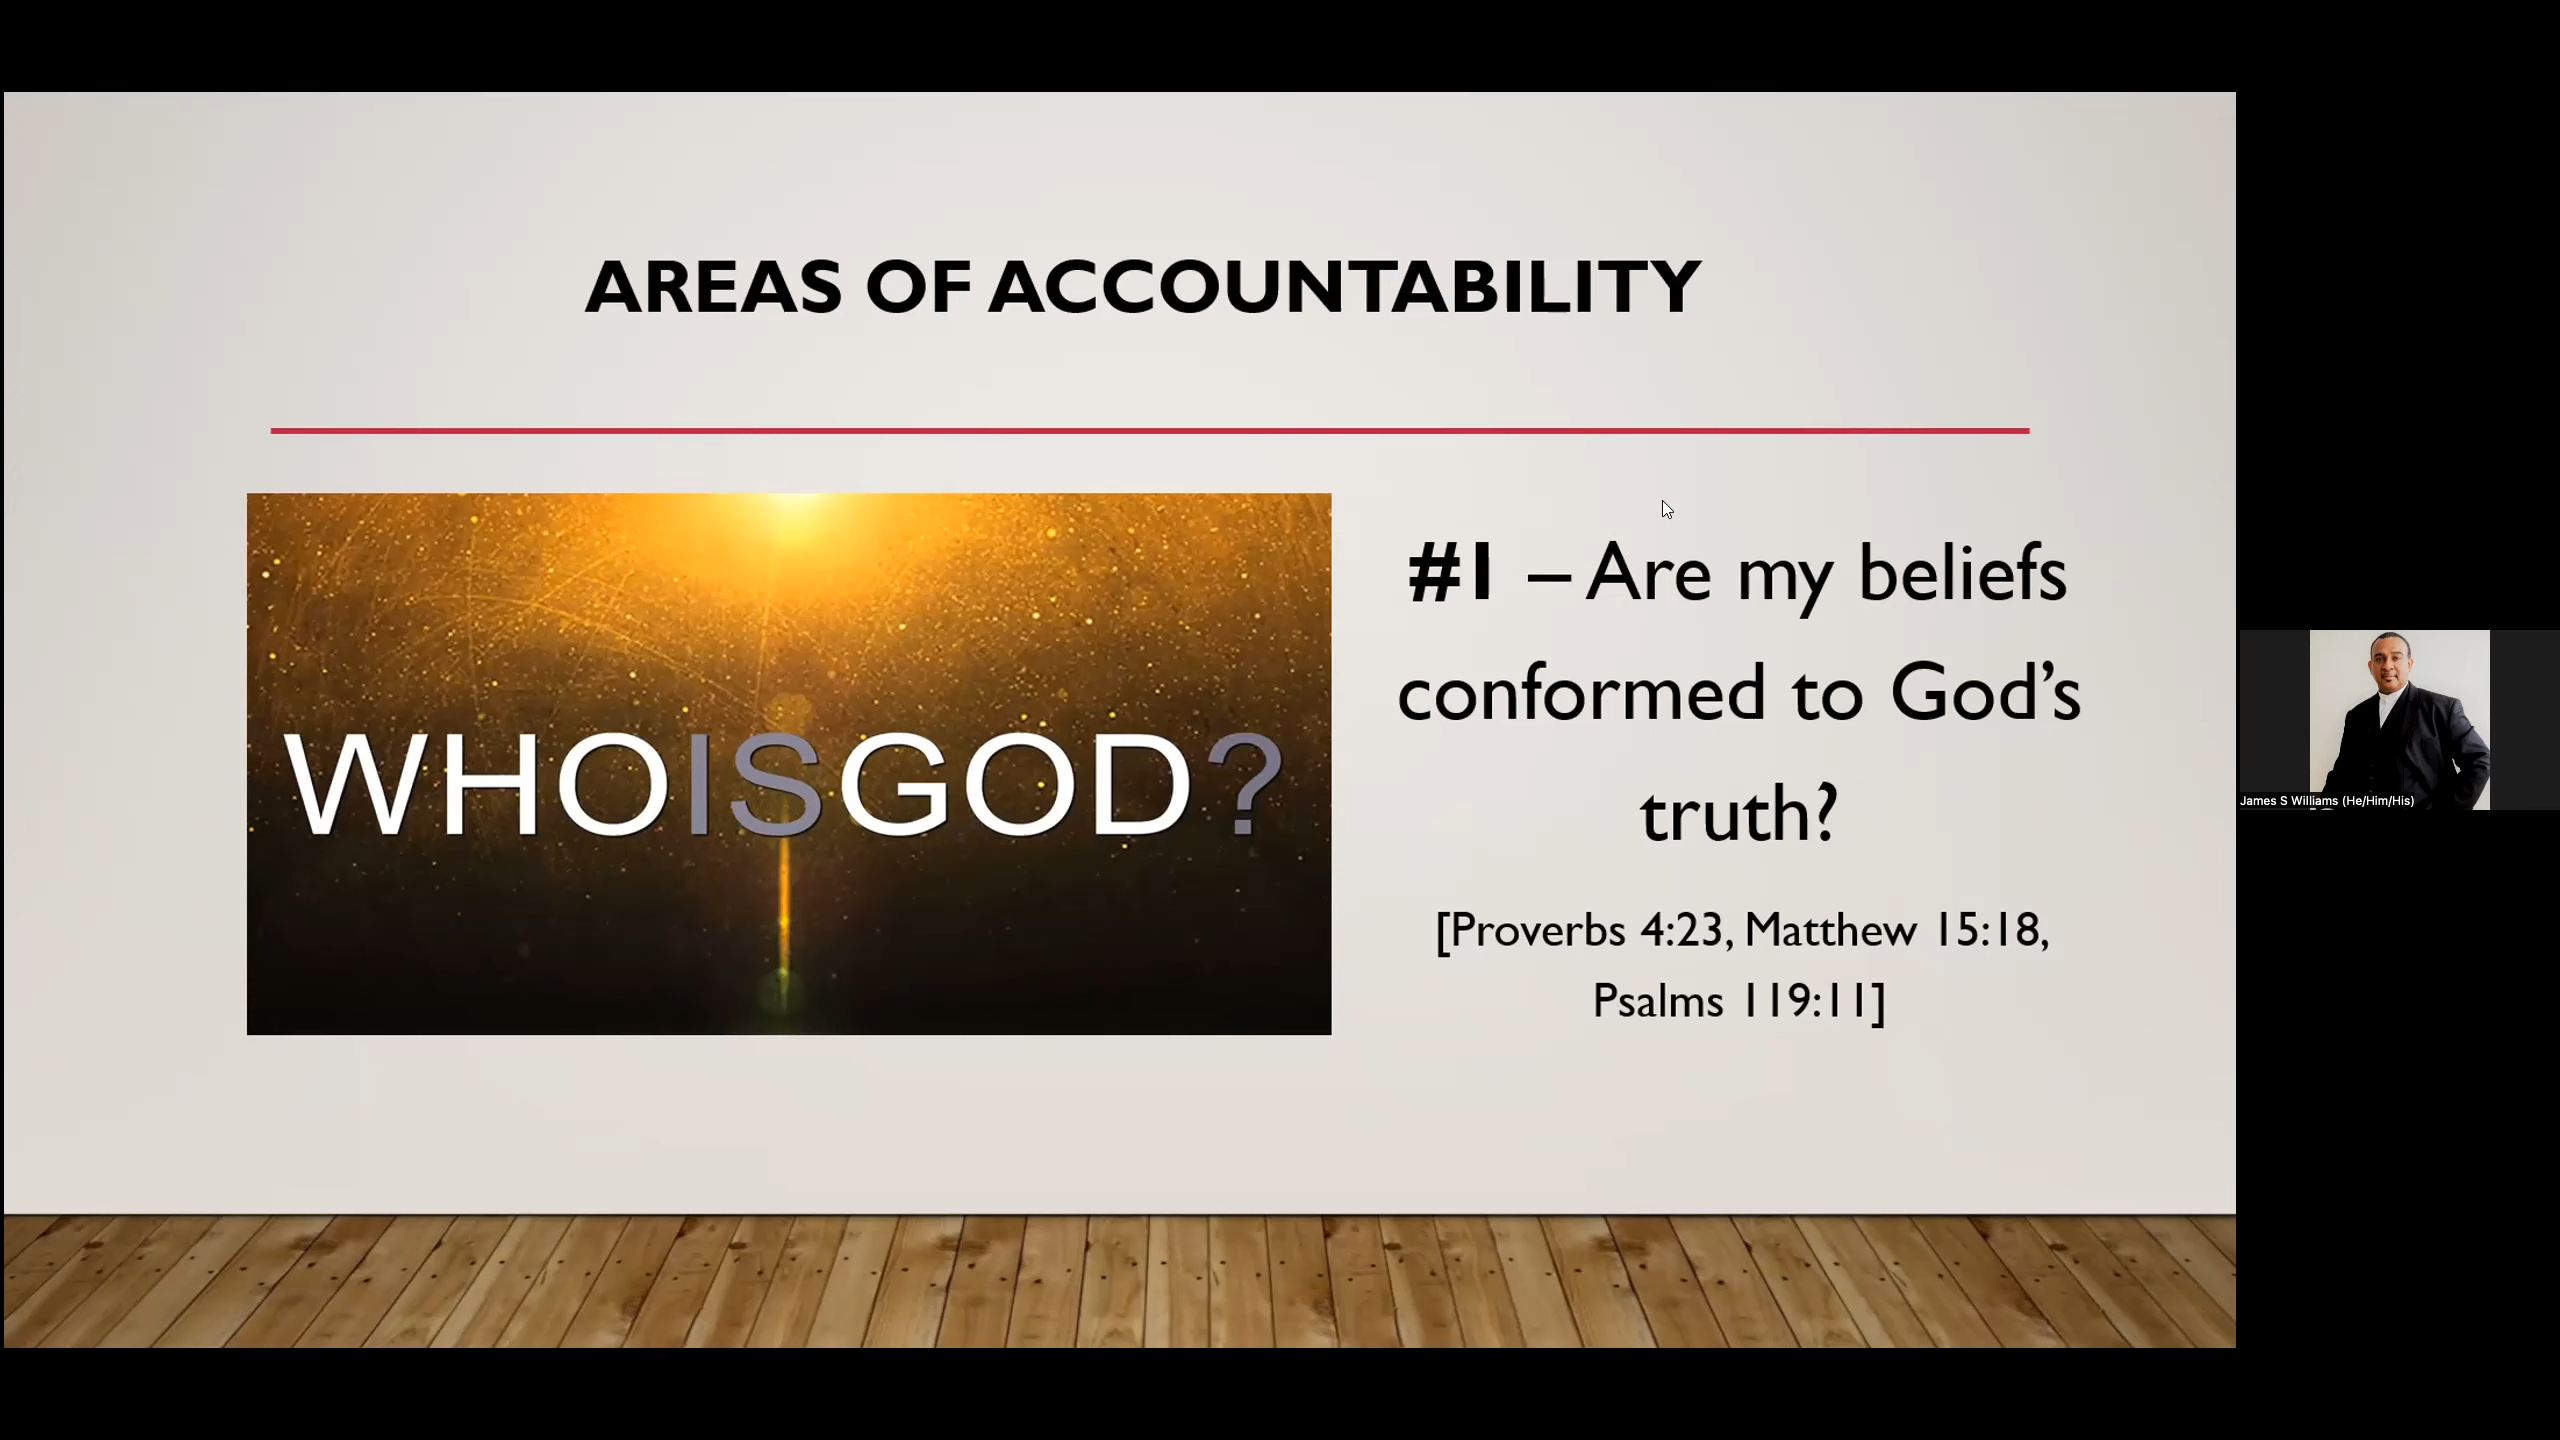 AREAS OF ACCOUNTABILITY
WHOISGOD?
#1 – Are my beliefs
conformed to God’s
truth?
[Proverbs 4:23, Matthew 15:18,
Psalms 119:11]
James S Williams (He/Him/His)